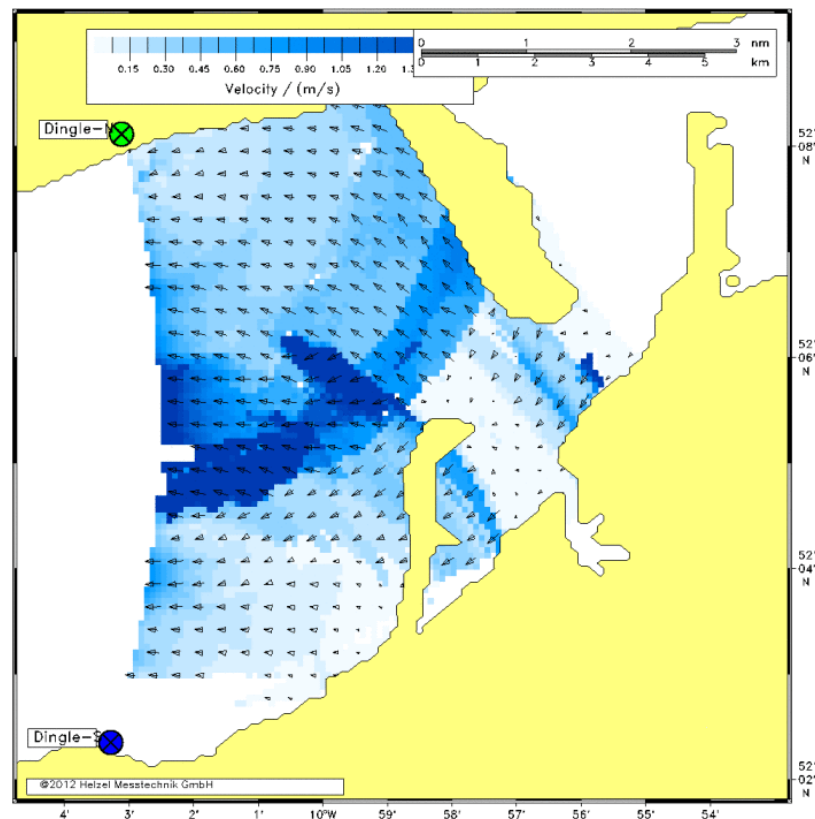 0 1 2 3 nm
0 1 2 3 4 5 km
0.15 0.30 0.45 0.60 0.75 0.90 1.05 1.20
Velocity / (m/s)
Dingle-N
52°
08'
N
52°
06'
N
52°
04'
N
Dingle-S
©2012 Helzel Messtechnik GmbH
52°
02'
N
4' 3' 2' 1' 10°W 59' 58' 57' 56' 55' 54'